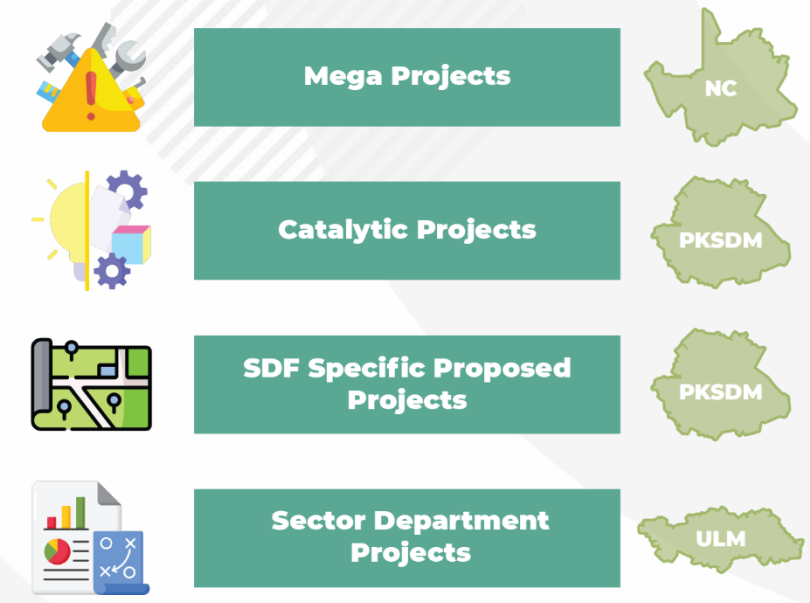 Mega Projects
NC
Catalytic Projects
PKSDM
SDF Specific Proposed
Projects
PKSDM
Sector Department
Projects
ULM